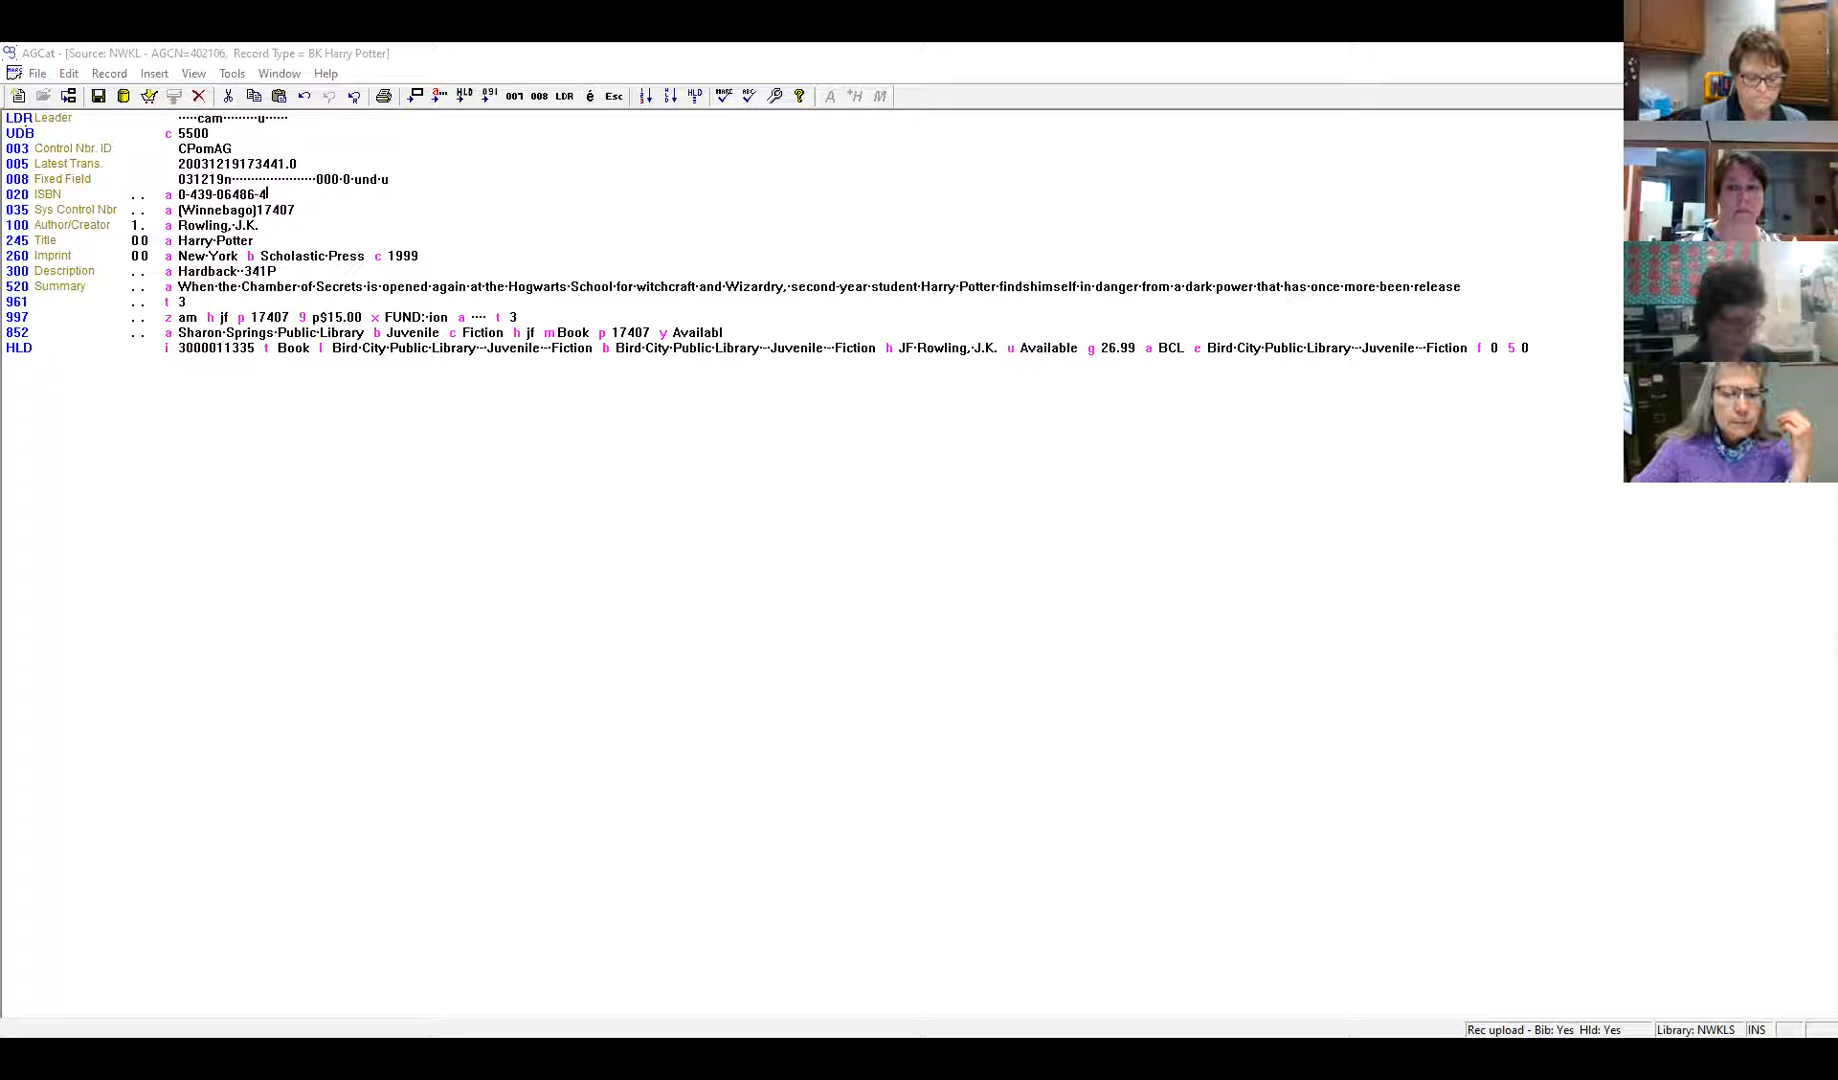 AGCat - [Source: NWKL - AGCN=402106, Record Type = BK Harry Potter]
File Edit Record Insert View Tools Window Help
HLD 091 007 008 LDR é Esc HLD MARC ABC A H M
LDR Leader ·····cam········u······
UDB c 5500
003 Control Nbr. ID CPomAG
005 Latest Trans. 20031219173441.0
008 Fixed Field 031219n······················000·0·und·u
020 ISBN . . a 0-439-06486-4
035 Sys Control Nbr . . a (Winnebago)17407
100 Author/Creator 1 . a Rowling,·J.K.
245 Title 0 0 a Harry·Potter
260 Imprint 0 0 a New·York b Scholastic·Press c 1999
300 Description . . a Hardback··341P
520 Summary . . a When·the·Chamber·of·Secrets·is·opened·again·at·the·Hogwarts·School·for·witchcraft·and·Wizardry,·second-year·student·Harry·Potter·findshimself·in·danger·from·a·dark·power·that·has·once·more·been·release
961 . . t 3
997 . . z am h jf p 17407 9 p$15.00 x FUND:·ion a ···· t 3
852 . . a Sharon·Springs·Public·Library b Juvenile c Fiction h jf m Book p 17407 y Availabl
HLD i 3000011335 t Book l Bird·City·Public·Library·-·Juvenile·-·Fiction b Bird·City·Public·Library·-·Juvenile·-·Fiction h JF·Rowling,·J.K. u Available g 26.99 a BCL e Bird·City·Public·Library·-·Juvenile·-·Fiction f 0 5 0
Rec upload - Bib: Yes Hld: Yes Library: NWKLS INS